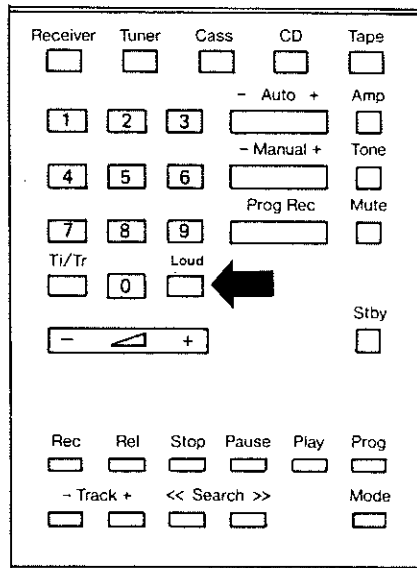 Receiver Tuner Cass CD Tape
- Auto + Amp
1 2 3
- Manual + Tone
4 5 6
Prog Rec Mute
7 8 9
Ti/Tr Loud
0
Stby
- +
Rec Rel Stop Pause Play Prog
- Track + << Search >> Mode